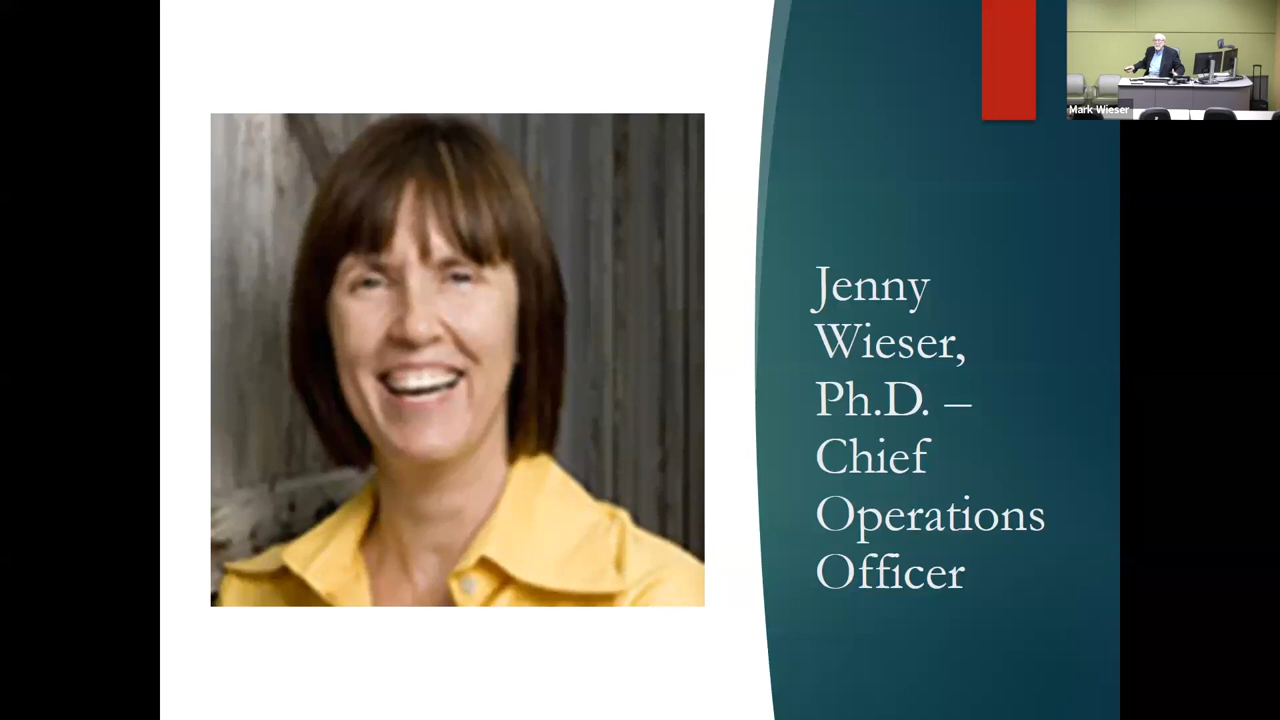 Mark Wieser
Jenny
Wieser,
Ph.D. –
Chief
Operations
Officer